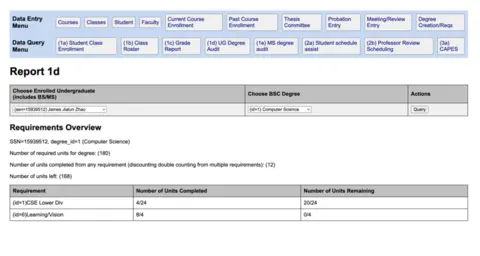 Data Entry Menu
Courses
Classes
Student
Faculty
Current Course Enrollment
Past Course Enrollment
Thesis Committee
Probation Entry
Meeting/Review Entry
Degree Creation/Reqs
Data Query Menu
(1a) Student Class Enrollment
(1b) Class Roster
(1c) Grade Report
(1d) UG Degree Audit
(1e) MS degree audit
(2a) Student schedule assist
(2b) Professor Review Scheduling
(3a) CAPES
Report 1d
Choose Enrolled Undergraduate (includes BS/MS)
Choose BSC Degree
Actions
(ssn=15939512) James Jialun Zhao
(id=1) Computer Science
Query
Requirements Overview
SSN=15939512, degree_id=1 (Computer Science)
Number of required units for degree: (180)
Number of units completed from any requirement (discounting double counting from multiple requirements): (12)
Number of units left: (168)
Requirement
Number of Units Completed
Number of Units Remaining
(id=1)CSE Lower Div
4/24
20/24
(id=6)Learning/Vision
8/4
0/4